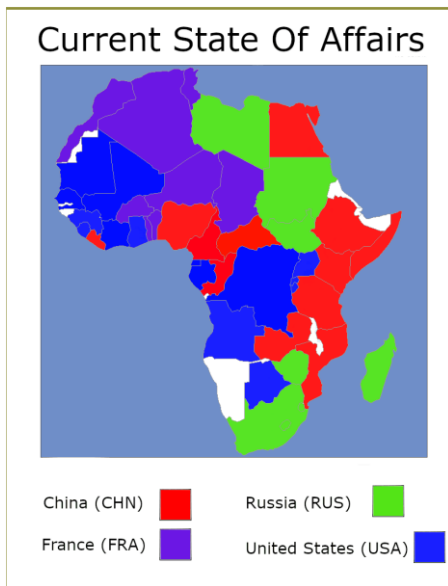 Current State Of Affairs
China (CHN)
Russia (RUS)
France (FRA)
United States (USA)